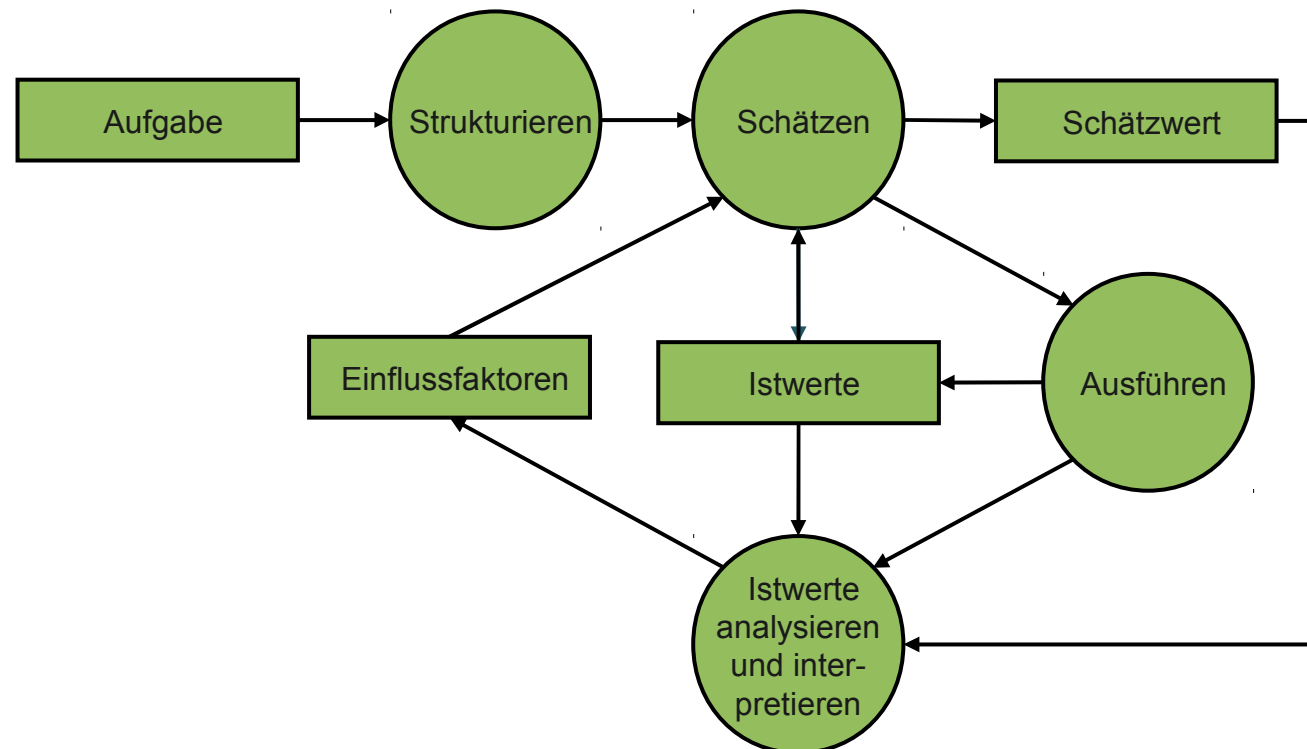 Aufgabe
Strukturieren
Schätzen
Schätzwert
Einflussfaktoren
Istwerte
Ausführen
Istwerte
analysieren
und inter-
pretieren